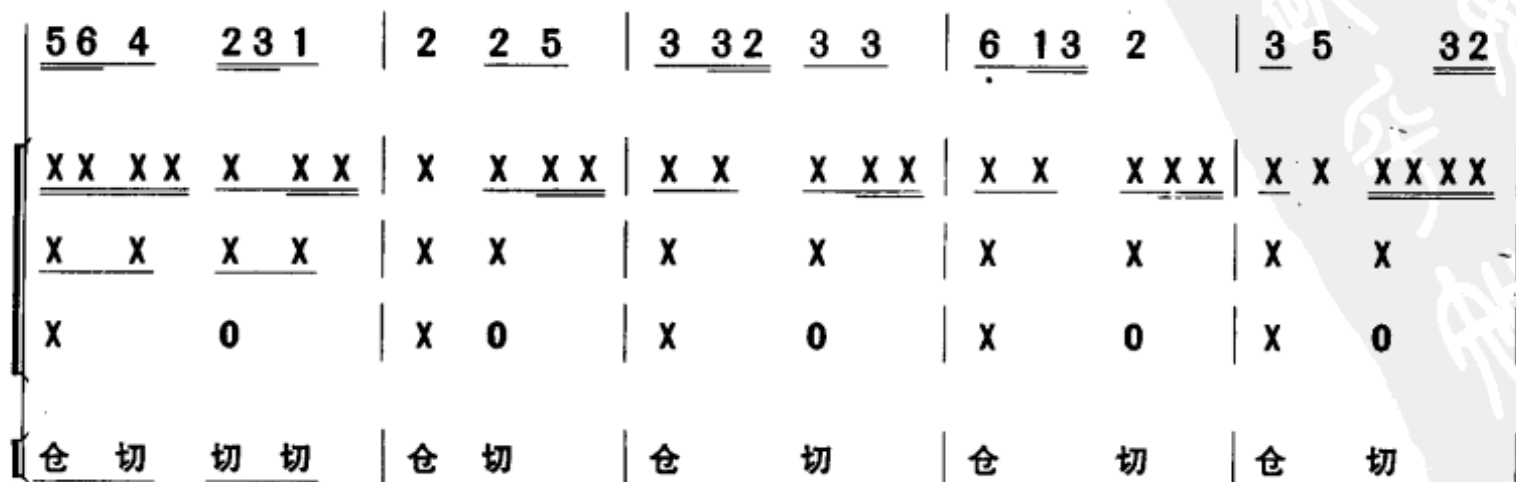 56 4 231 | 2 2 5 | 3 32 3 3 | 6 13 2 | 3 5 32
XX XX X XX | X X XX | X X X XX | X X XXX | X X XXXX
X X X X | X X | X X | X X | X X
X 0 | X 0 | X 0 | X 0 | X 0
仓 切 切 切 | 仓 切 | 仓 切 | 仓 切 | 仓 切